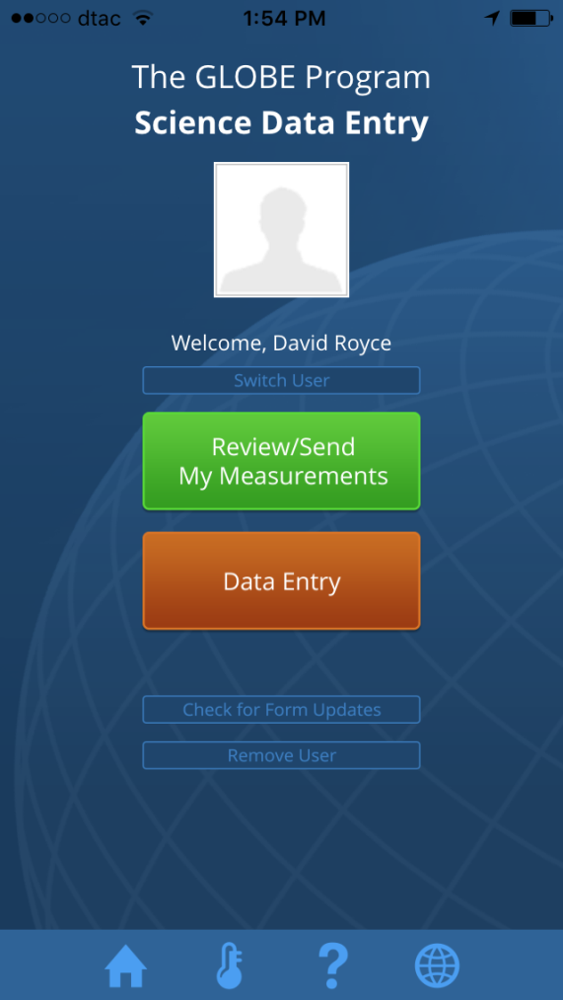 dtac 1:54 PM
The GLOBE Program
Science Data Entry
Welcome, David Royce
Switch User
Review/Send
My Measurements
Data Entry
Check for Form Updates
Remove User
?